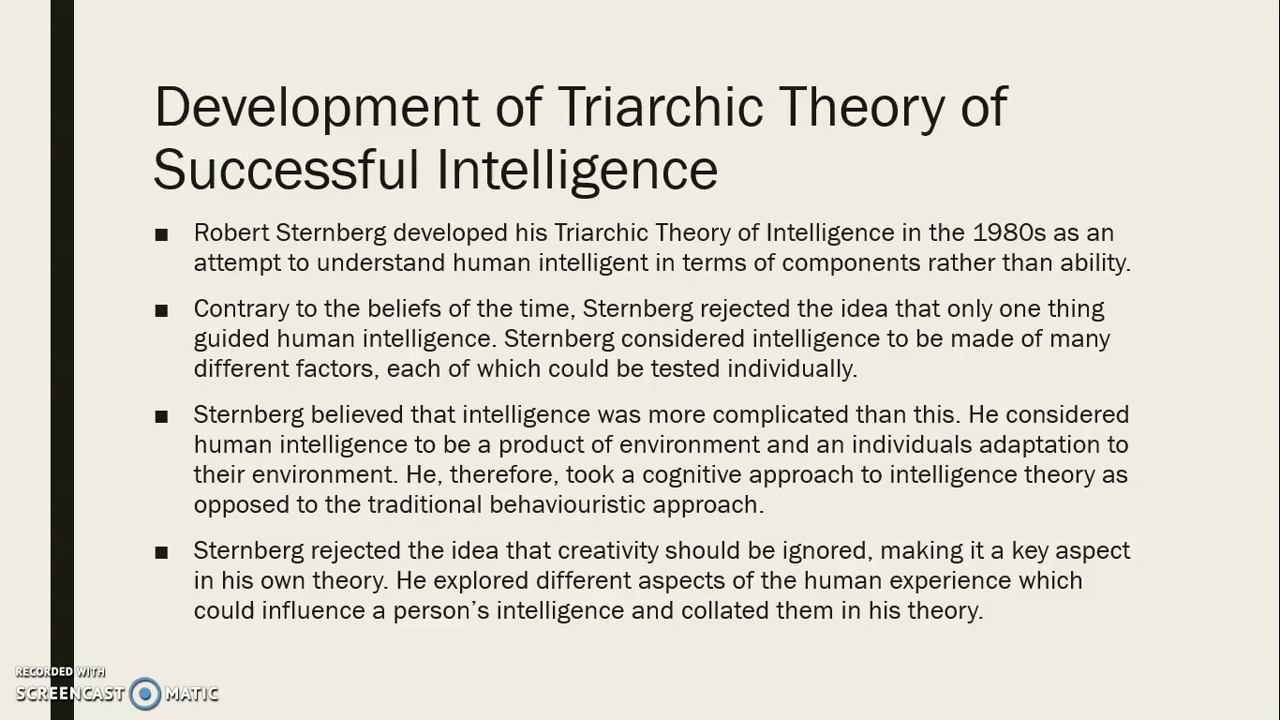 Development of Triarchic Theory of
Successful Intelligence
■ Robert Sternberg developed his Triarchic Theory of Intelligence in the 1980s as an
attempt to understand human intelligent in terms of components rather than ability.
■ Contrary to the beliefs of the time, Sternberg rejected the idea that only one thing
guided human intelligence. Sternberg considered intelligence to be made of many
different factors, each of which could be tested individually.
■ Sternberg believed that intelligence was more complicated than this. He considered
human intelligence to be a product of environment and an individuals adaptation to
their environment. He, therefore, took a cognitive approach to intelligence theory as
opposed to the traditional behaviouristic approach.
■ Sternberg rejected the idea that creativity should be ignored, making it a key aspect
in his own theory. He explored different aspects of the human experience which
could influence a person’s intelligence and collated them in his theory.
RECORDED WITH
SCREENCAST MATIC